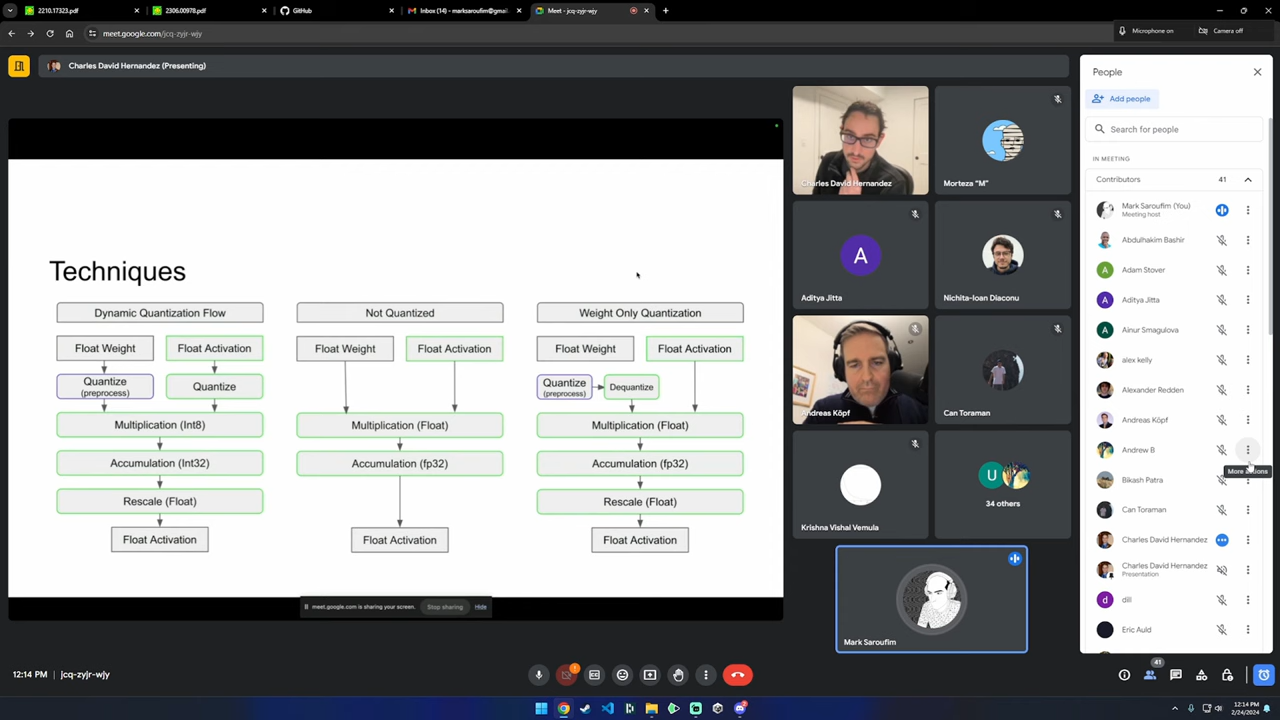 2210.17323.pdf
2306.00978.pdf
GitHub
Inbox (14) - marksaroufim@gmai
Meet - jcq-zyjr-wjy
meet.google.com/jcq-zyjr-wjy
Microphone on
Camera off
Charles David Hernandez (Presenting)
Techniques
Dynamic Quantization Flow
Not Quantized
Weight Only Quantization
Float Weight
Float Activation
Float Weight
Float Activation
Float Weight
Float Activation
Quantize
(preprocess)
Quantize
Quantize
(preprocess)
Dequantize
Multiplication (Int8)
Multiplication (Float)
Multiplication (Float)
Accumulation (Int32)
Accumulation (fp32)
Accumulation (fp32)
Rescale (Float)
Rescale (Float)
Float Activation
Float Activation
Float Activation
meet.google.com is sharing your screen.
Stop sharing
Hide
Charles David Hernandez
Morteza "M"
A
Aditya Jitta
Nichita-Ioan Diaconu
Andreas Köpf
Can Toraman
Krishna Vishal Vemula
U
34 others
Mark Saroufim
People
Add people
Search for people
IN MEETING
Contributors
41
Mark Saroufim (You)
Meeting host
Abdulhakim Bashir
A
Adam Stover
A
Aditya Jitta
A
Ainur Smagulova
alex kelly
Alexander Redden
Andreas Köpf
Andrew B
More actions
Bikash Patra
Can Toraman
Charles David Hernandez
Charles David Hernandez
Presentation
d
dill
Eric Auld
12:14 PM
jcq-zyjr-wjy
41
12:14 PM
2/24/2024